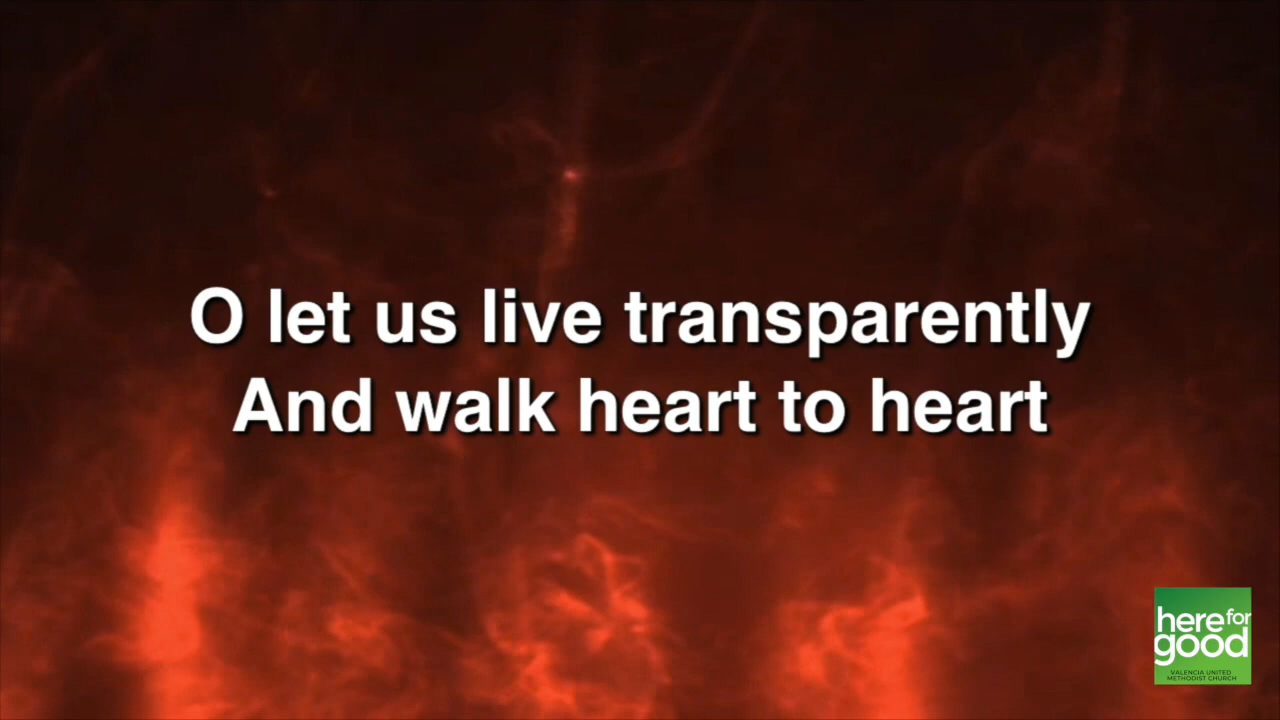 O let us live transparently
And walk heart to heart
here for
good
VALENCIA UNITED
METHODIST CHURCH